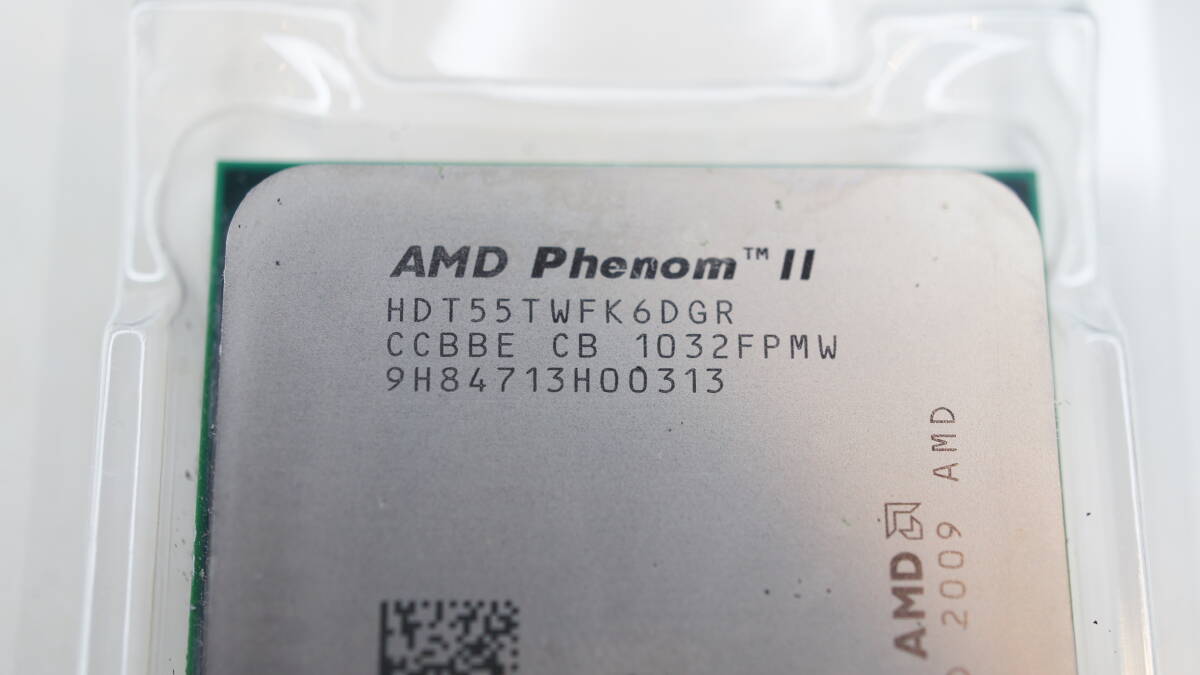 AMD Phenom™ II
HDT55TWFK6DGR
CCBBE CB 1032FPMW
9H84713H00313
AMD
2009 AMD